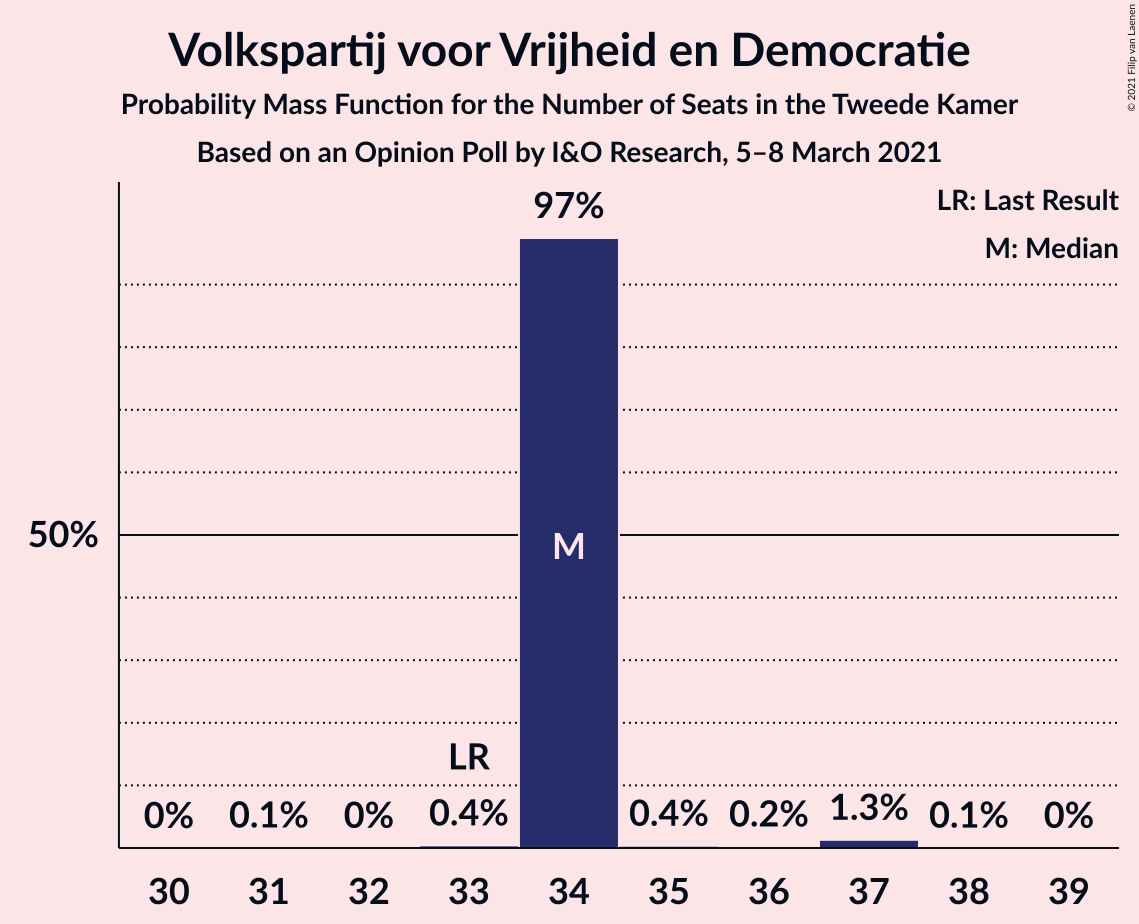 Volkspartij voor Vrijheid en Democratie
Probability Mass Function for the Number of Seats in the Tweede Kamer
Based on an Opinion Poll by I&O Research, 5–8 March 2021
© 2021 Filip van Laenen
LR: Last Result
M: Median
97%
50%
M
LR
0% 0.1% 0% 0.4% 0.4% 0.2% 1.3% 0.1% 0%
30 31 32 33 34 35 36 37 38 39